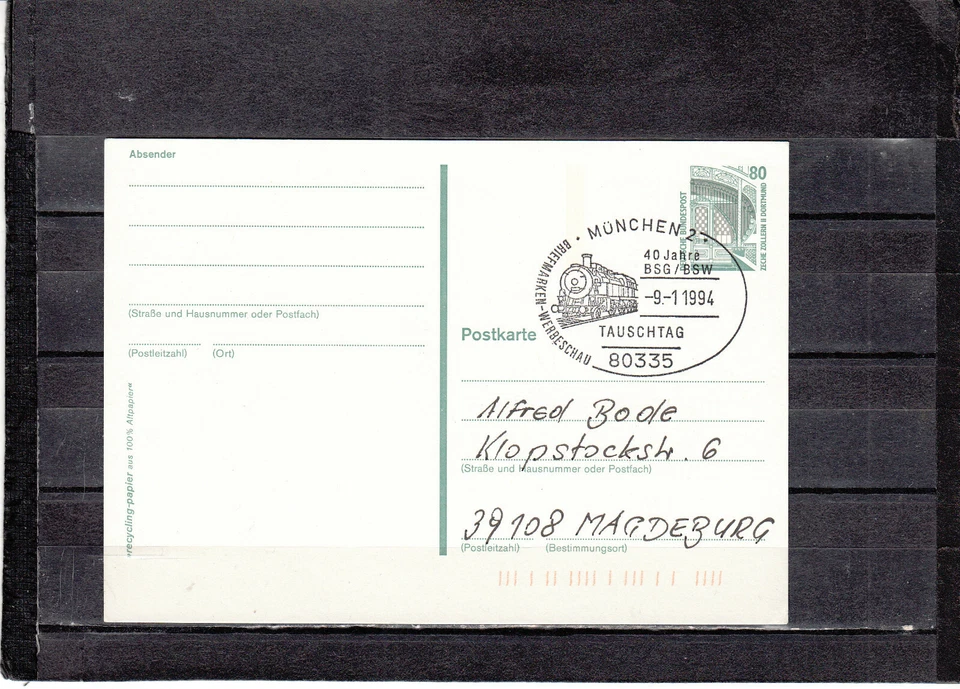 Absender
(Straße und Hausnummer oder Postfach)
(Postleitzahl) (Ort)
»recycling-papier aus 100% Altpapier«
80
DEUTSCHE BUNDESPOST
ZECHE ZOLLERN II DORTMUND
MÜNCHEN 2
BRIEFMARKEN-WERBESCHAU
40 Jahre
BSG/BSW
-9.-1 1994
TAUSCHTAG
80335
Postkarte
Alfred Bode
Klopstockstr. 6
(Straße und Hausnummer oder Postfach)
39108 MAGDEBURG
(Postleitzahl) (Bestimmungsort)